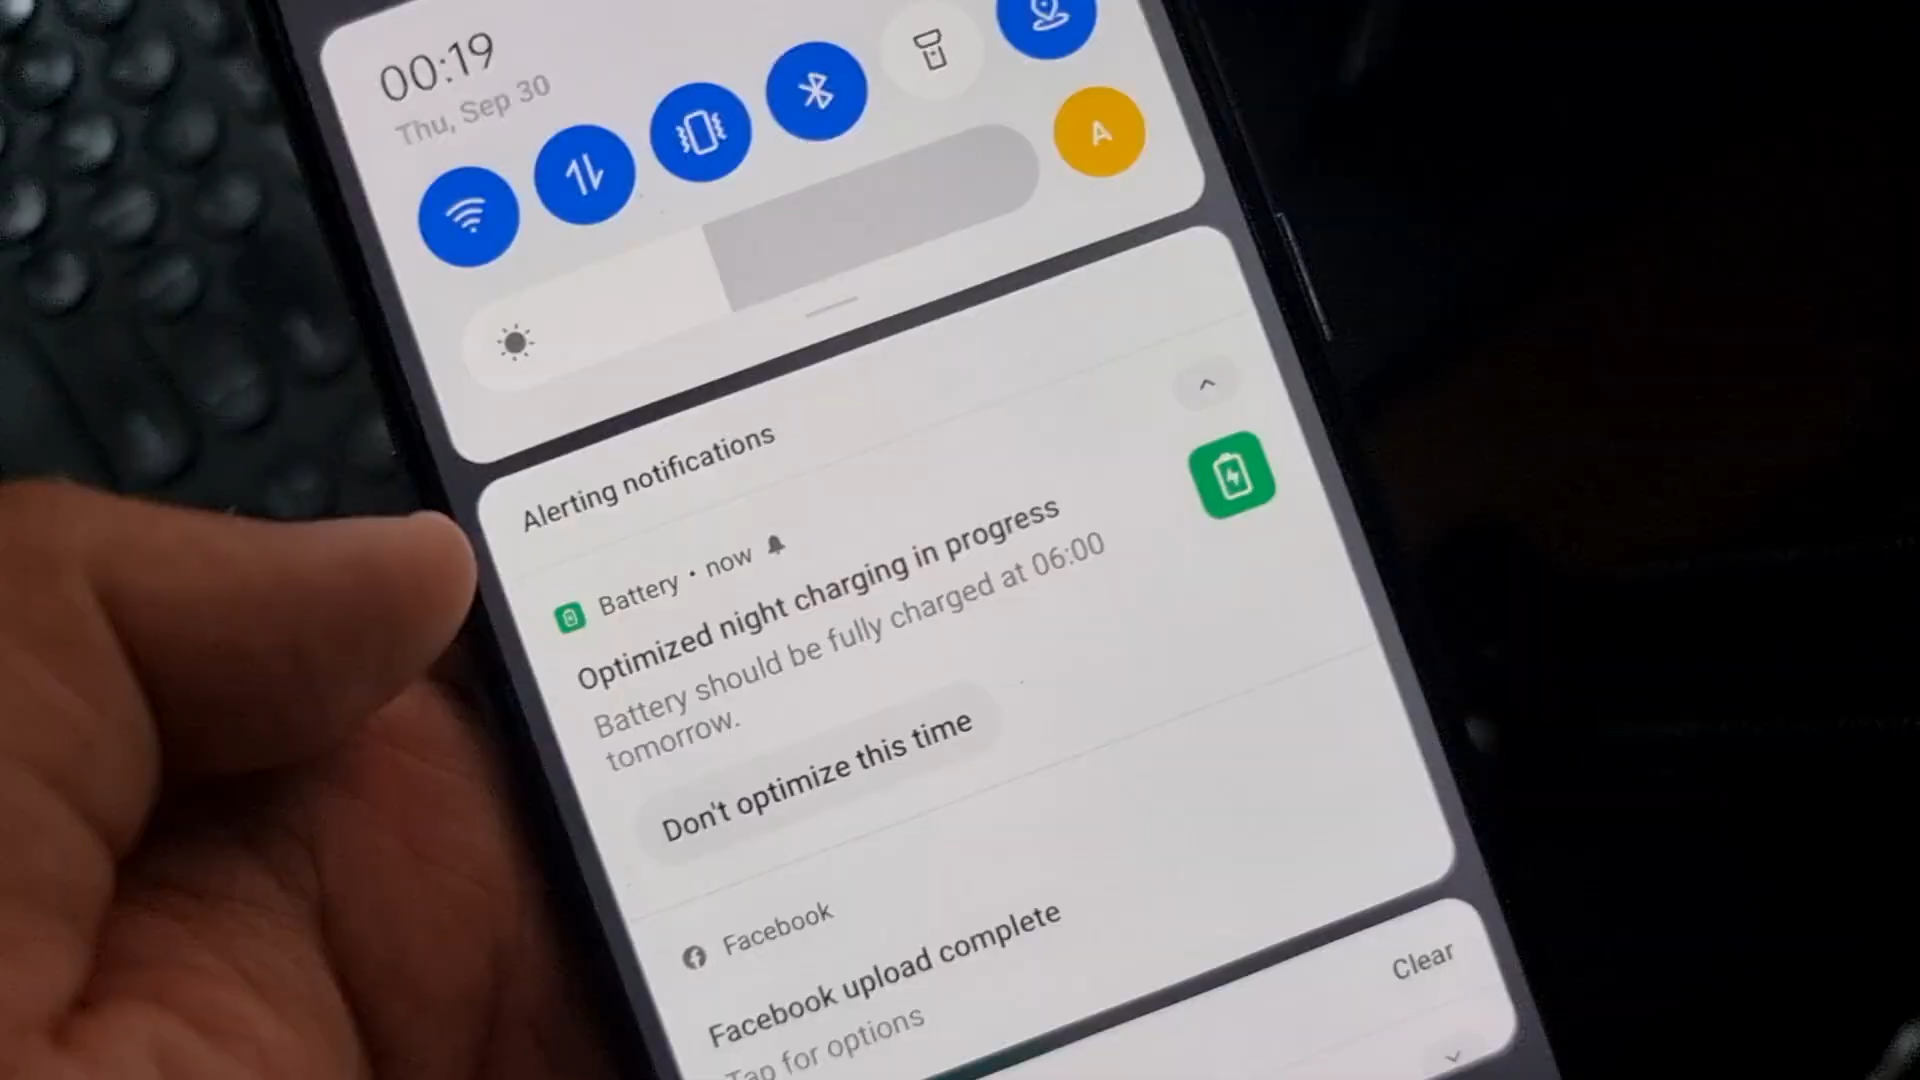 00:19
Thu, Sep 30
A
Alerting notifications
Battery • now
Optimized night charging in progress
Battery should be fully charged at 06:00
tomorrow.
Don't optimize this time
Facebook
Facebook upload complete
Tap for options
Clear